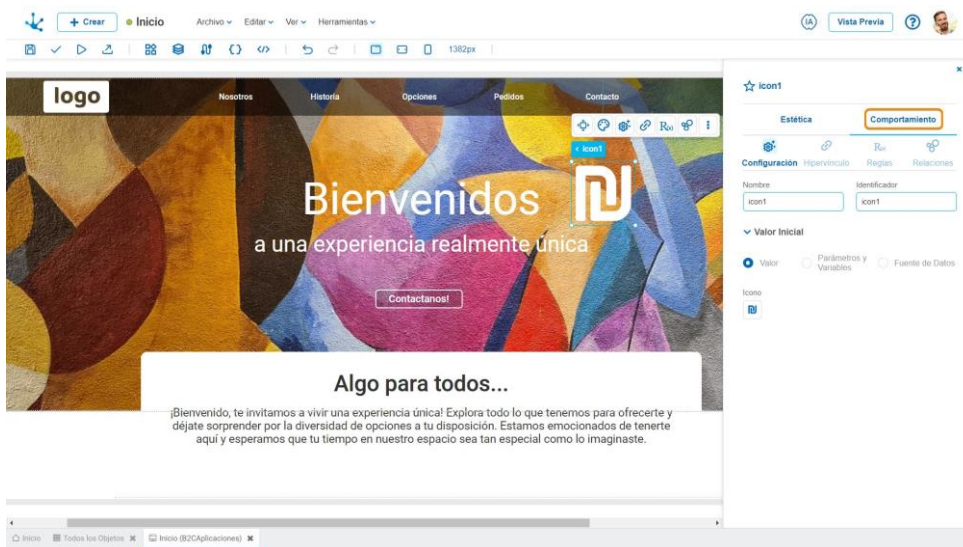 + Crear
Inicio
Archivo
Editar
Ver
Herramientas
IA
Vista Previa
?
1382px
logo
Nosotros
Historia
Opciones
Pedidos
Contacto
icon1
Bienvenidos
a una experiencia realmente única
Contactanos!
Algo para todos...
¡Bienvenido, te invitamos a vivir una experiencia única! Explora todo lo que tenemos para ofrecerte y
déjate sorprender por la diversidad de opciones a tu disposición. Estamos emocionados de tenerte
aquí y esperamos que tu tiempo en nuestro espacio sea tan especial como lo imaginaste.
icon1
Estética
Comportamiento
Configuración
Hipervínculo
Reglas
Relaciones
Nombre
Identificador
icon1
icon1
Valor Inicial
Valor
Parámetros y
Variables
Fuente de Datos
Icono
Inicio
Todos los Objetos
Inicio (B2CAplicaciones)